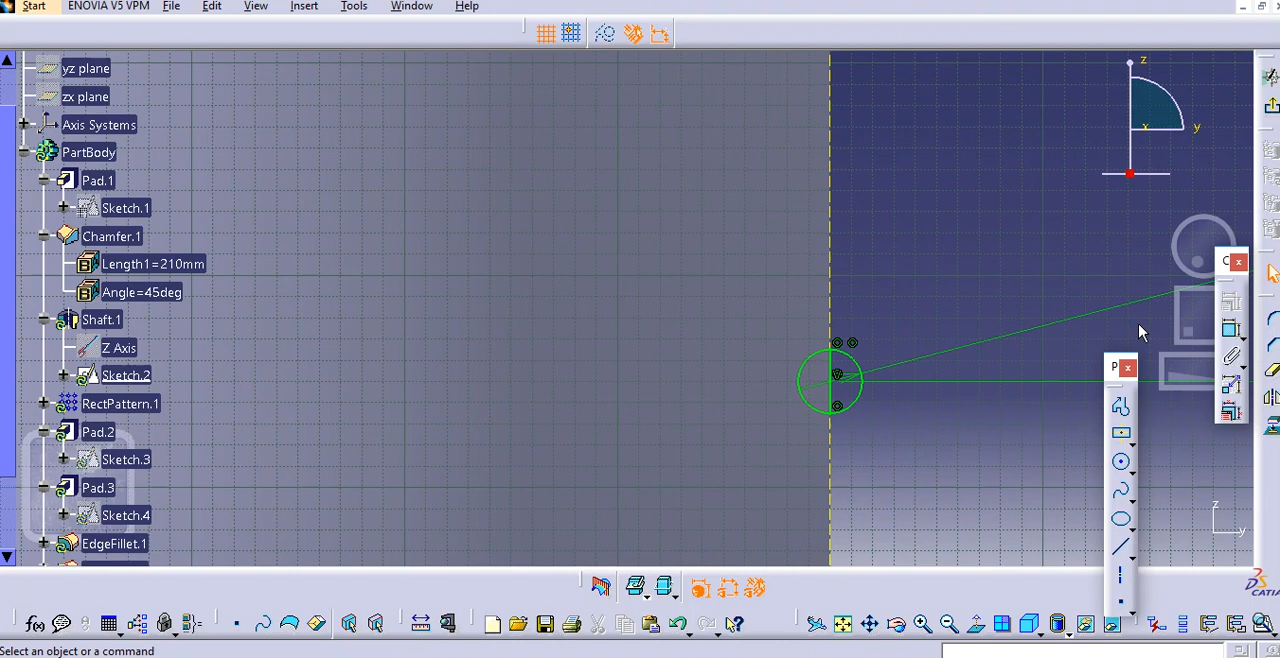 Start ENOVIA V5 VPM File Edit View Insert Tools Window Help
yz plane
zx plane
Axis Systems
PartBody
Pad.1
Sketch.1
Chamfer.1
Length1=210mm
Angle=45deg
Shaft.1
Z Axis
Sketch.2
RectPattern.1
Pad.2
Sketch.3
Pad.3
Sketch.4
EdgeFillet.1
z
x
y
C x
P x
z
y
CATIA
f(x)
Select an object or a command